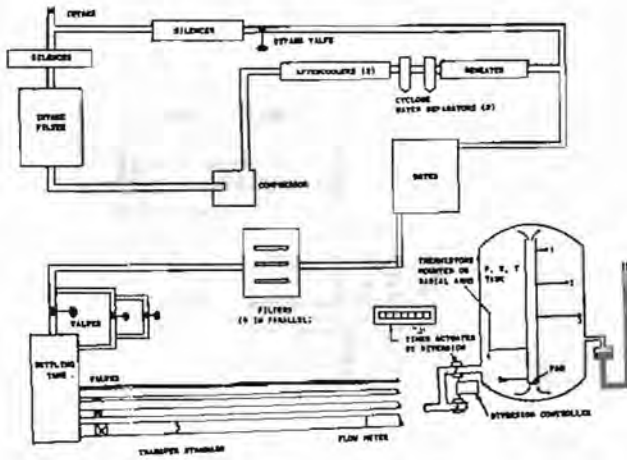 INTAKE
SILENCER
BYPASS VALVE
SILENCER
AFTERCOOLERS (2)
REHEATER
CYCLONE
WATER SEPARATORS (2)
INTAKE
FILTER
COMPRESSOR
DRYER
THERMISTORS
MOUNTED ON
RADIAL ARMS
P, V, T
TANK
FILTERS
(4 IN PARALLEL)
VALVES
TIMER ACTUATED
BY DIVERSION
SETTLING
TANK
VALVES
FAN
DIVERSION CONTROLLER
TRANSFER STANDARD
FLOW METER